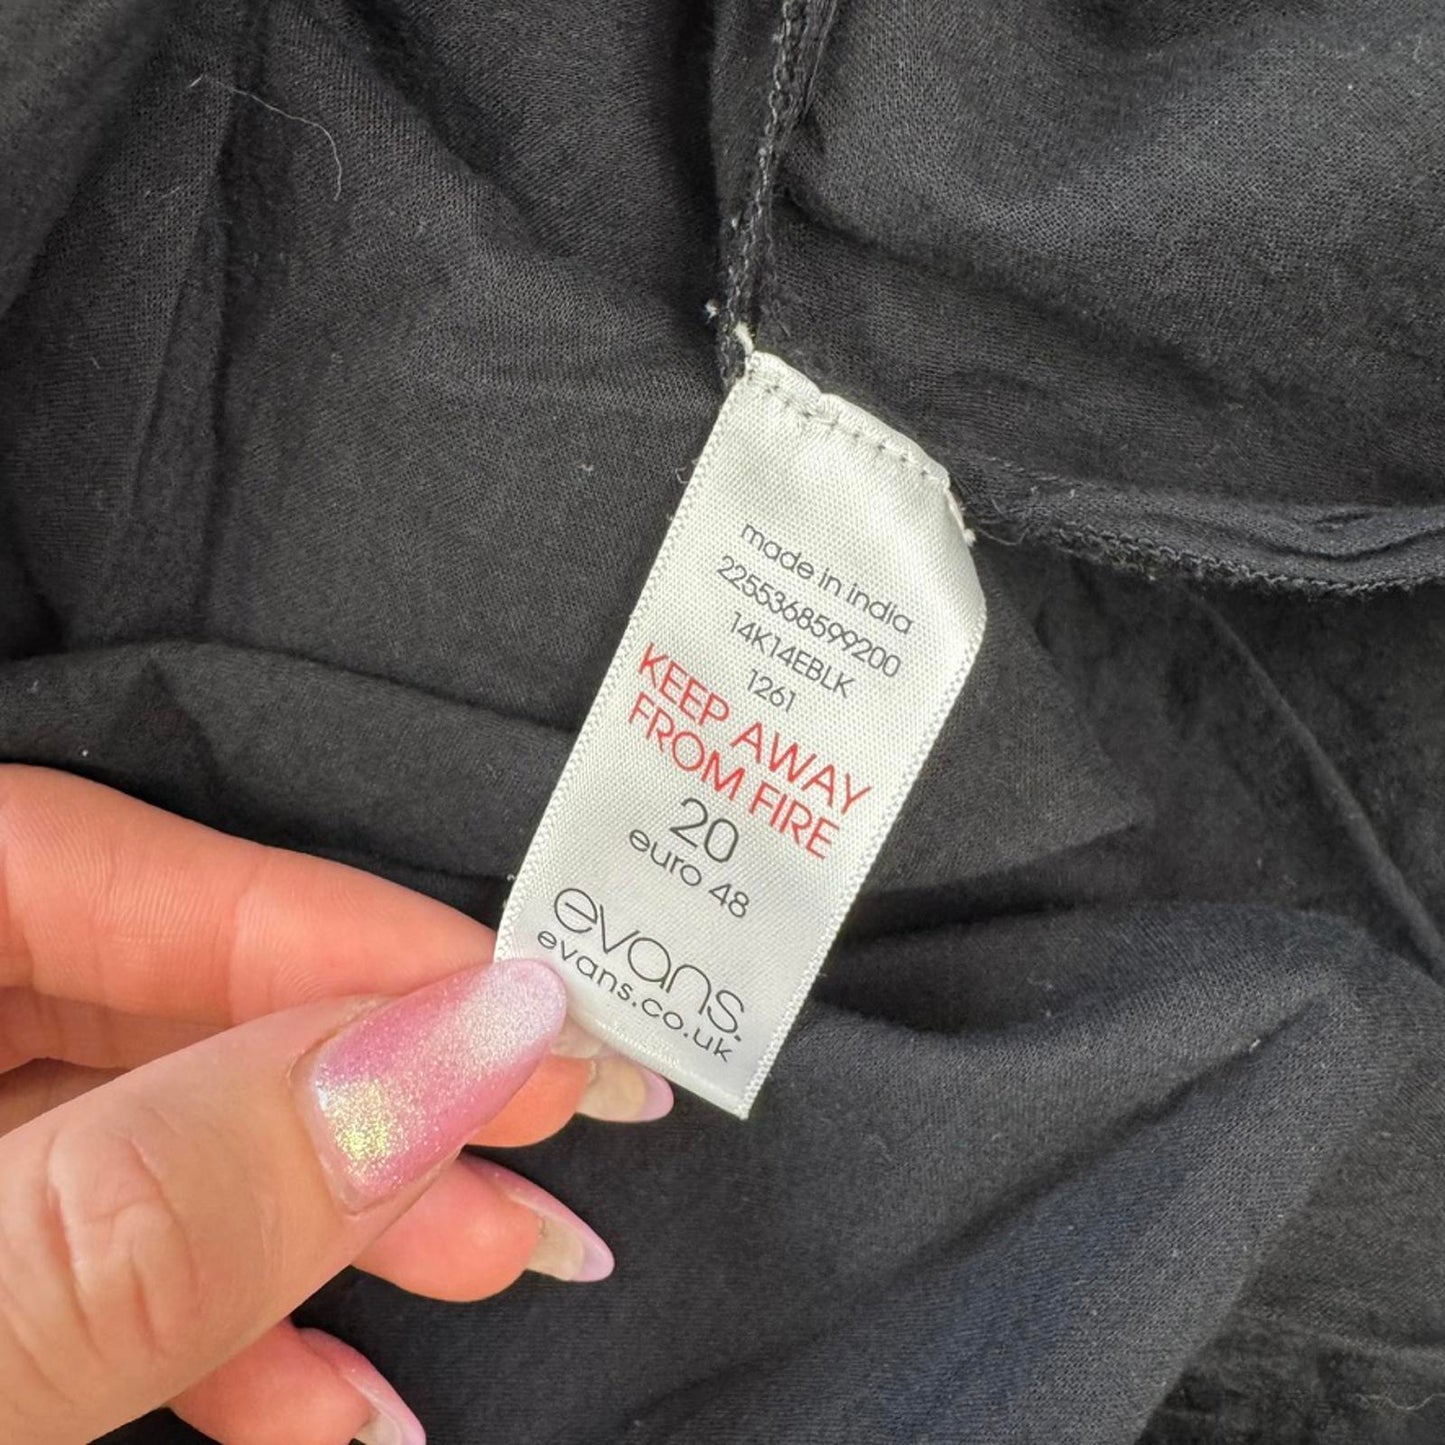 made in india
2255368599200
14K14EBLK
1261
KEEP AWAY
FROM FIRE
20
euro 48
evans.
evans.co.uk